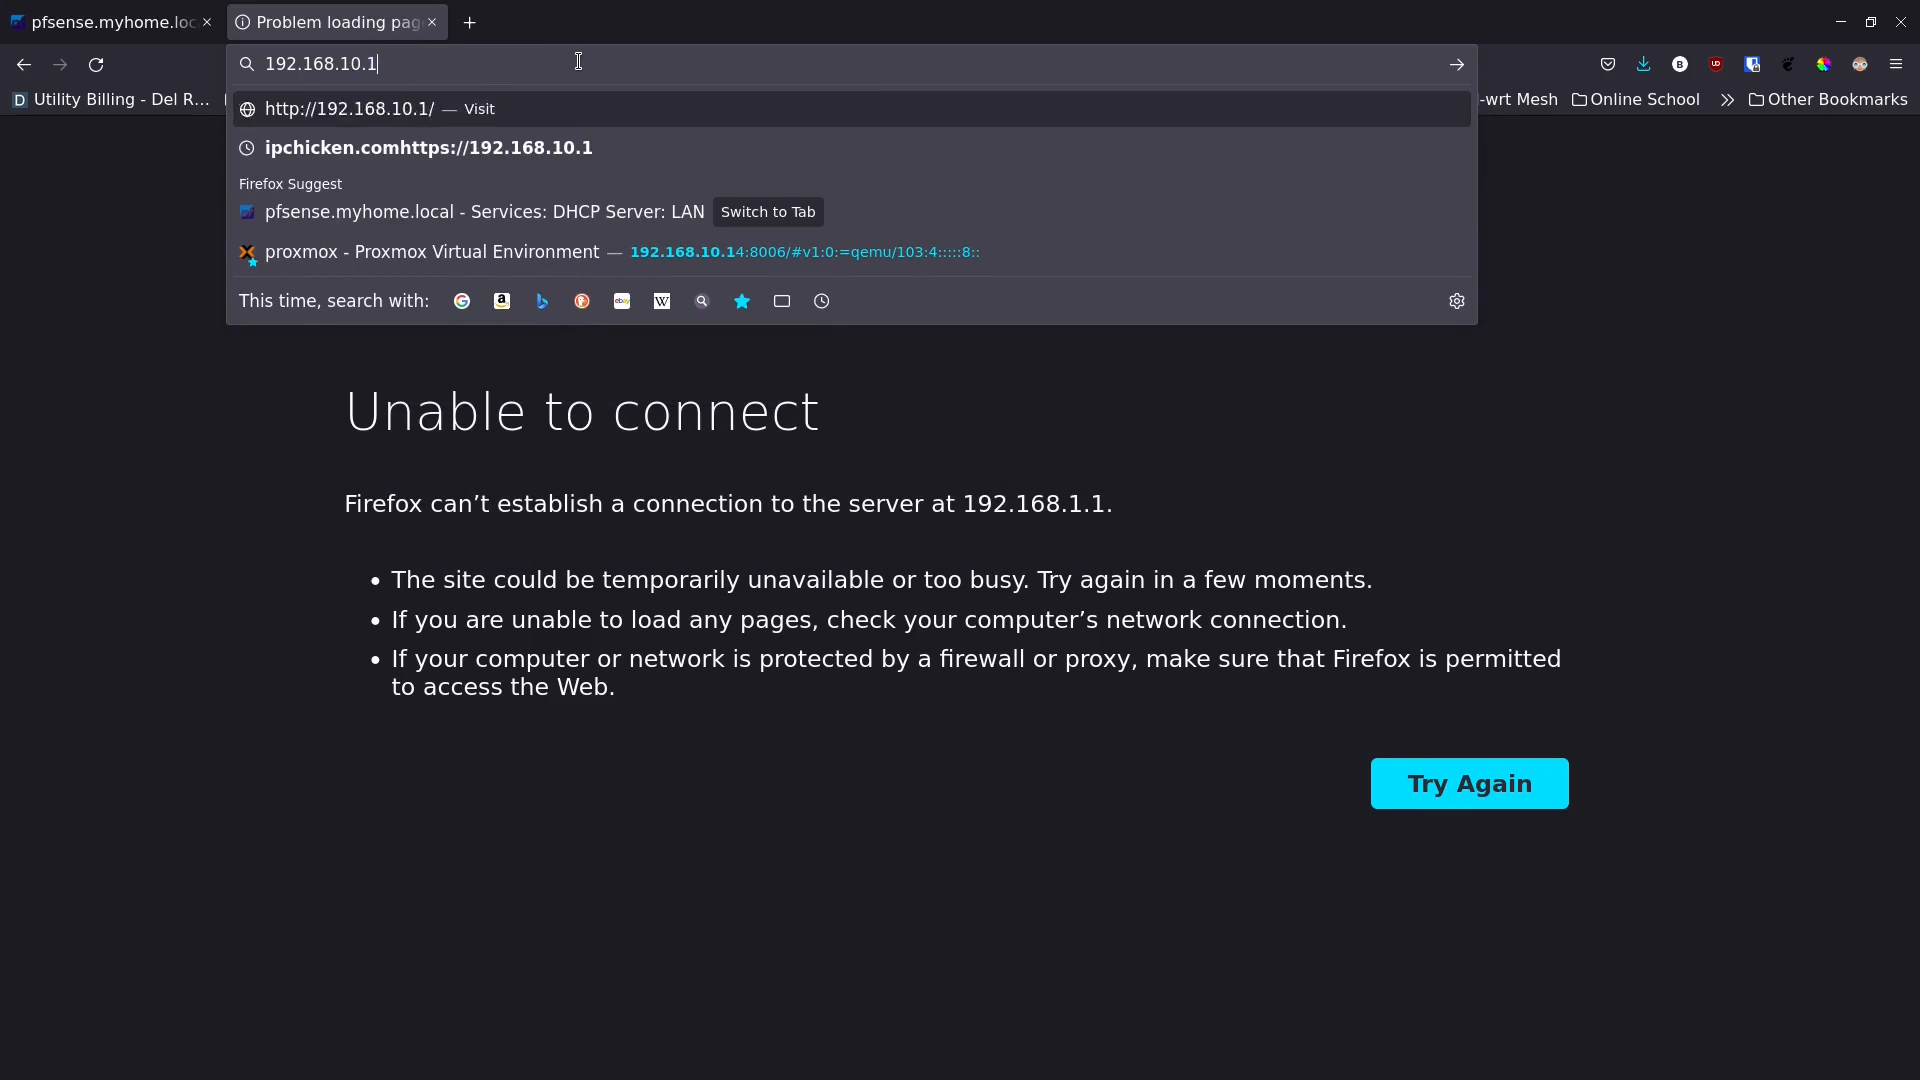 pfsense.myhome.loc
Problem loading pag
192.168.10.1
Utility Billing - Del R...
-wrt Mesh
Online School
Other Bookmarks
http://192.168.10.1/ — Visit
ipchicken.comhttps://192.168.10.1
Firefox Suggest
pfsense.myhome.local - Services: DHCP Server: LAN Switch to Tab
proxmox - Proxmox Virtual Environment — 192.168.10.14:8006/#v1:0:=qemu/103:4:::::8::
This time, search with:
Unable to connect
Firefox can’t establish a connection to the server at 192.168.1.1.
• The site could be temporarily unavailable or too busy. Try again in a few moments.
• If you are unable to load any pages, check your computer’s network connection.
• If your computer or network is protected by a firewall or proxy, make sure that Firefox is permitted
to access the Web.
Try Again